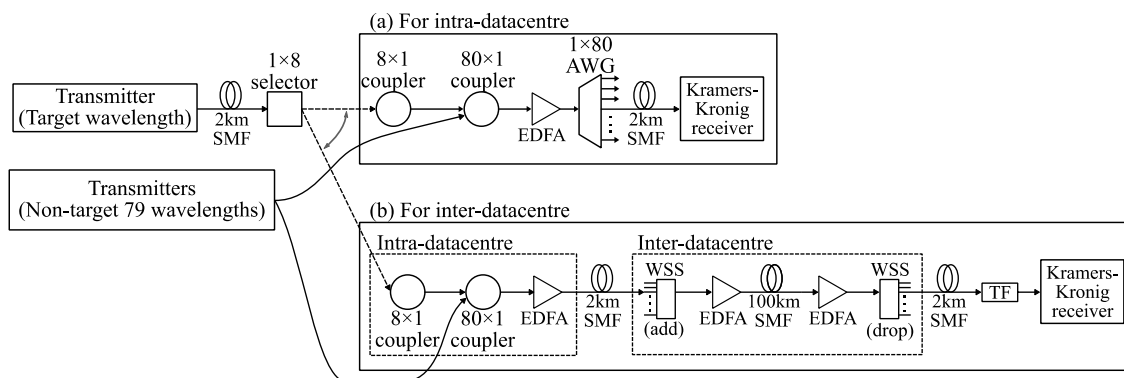 (a) For intra-datacentre
1×8
selector
8×1
coupler
80×1
coupler
1×80
AWG
Transmitter
(Target wavelength)
2km
SMF
EDFA
2km
SMF
Kramers-
Kronig
receiver
Transmitters
(Non-target 79 wavelengths)
(b) For inter-datacentre
Intra-datacentre
Inter-datacentre
8×1
coupler
80×1
coupler
EDFA
2km
SMF
WSS
(add)
EDFA
100km
SMF
EDFA
WSS
(drop)
2km
SMF
TF
Kramers-
Kronig
receiver